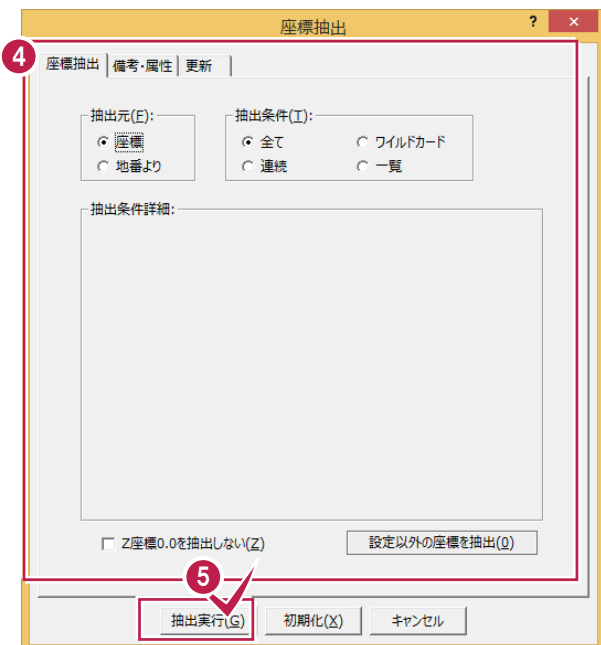 座標抽出
?
×
4
座標抽出 備考・属性 更新
抽出元(F): 抽出条件(T):
座標 全て ワイルドカード
地番より 連続 一覧
抽出条件詳細:
Z座標0.0を抽出しない(Z) 設定以外の座標を抽出(O)
5
抽出実行(G) 初期化(X) キャンセル